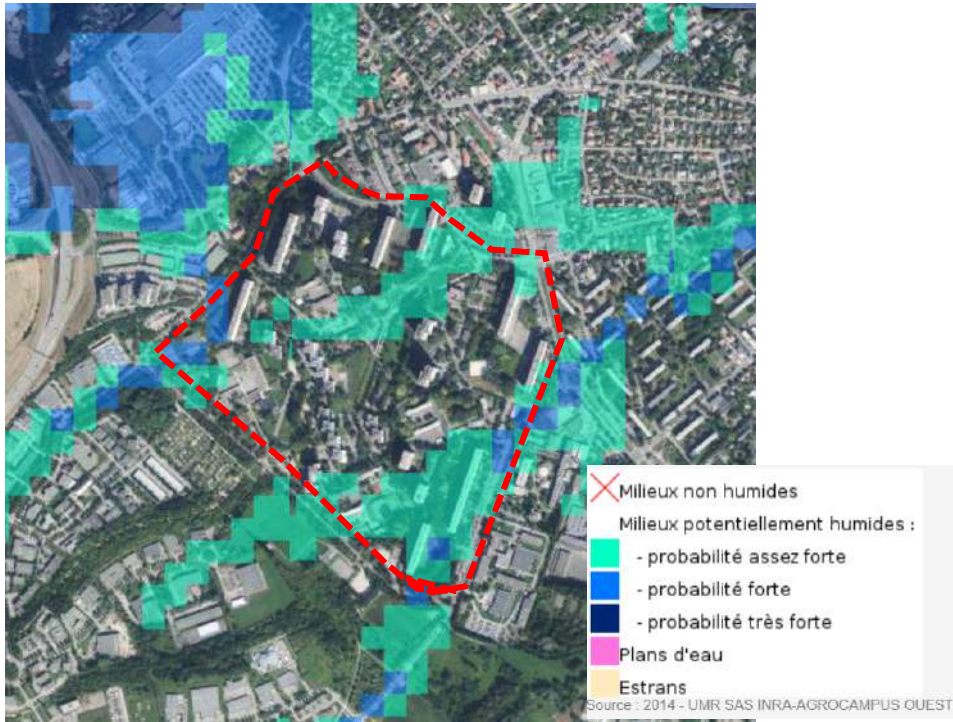 Milieux non humides
Milieux potentiellement humides :
- probabilité assez forte
- probabilité forte
- probabilité très forte
Plans d'eau
Estrans
Source : 2014 - UMR SAS INRA-AGROCAMPUS OUEST